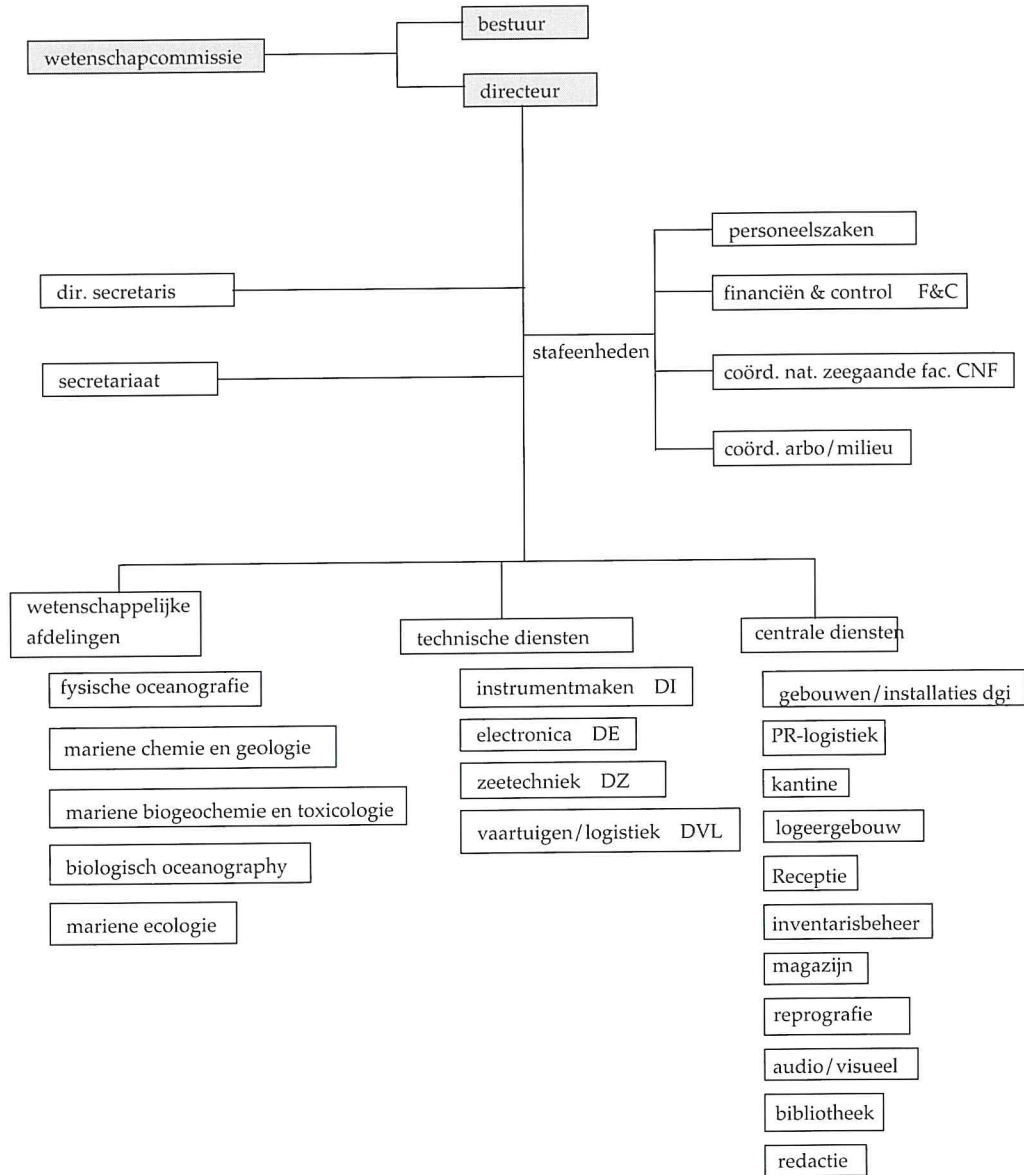 bestuur
wetenschapcommissie
directeur
personeelszaken
dir. secretaris
financiën & control F&C
stafeenheden
secretariaat
coörd. nat. zeegaande fac. CNF
coörd. arbo/milieu
wetenschappelijke
afdelingen
fysische oceanografie
mariene chemie en geologie
mariene biogeochemie en toxicologie
biologisch oceanography
mariene ecologie
technische diensten
instrumentmaken DI
electronica DE
zeetechniek DZ
vaartuigen/logistiek DVL
centrale diensten
gebouwen/installaties dgi
PR-logistiek
kantine
logeergebouw
Receptie
inventarisbeheer
magazijn
reprografie
audio/visueel
bibliotheek
redactie